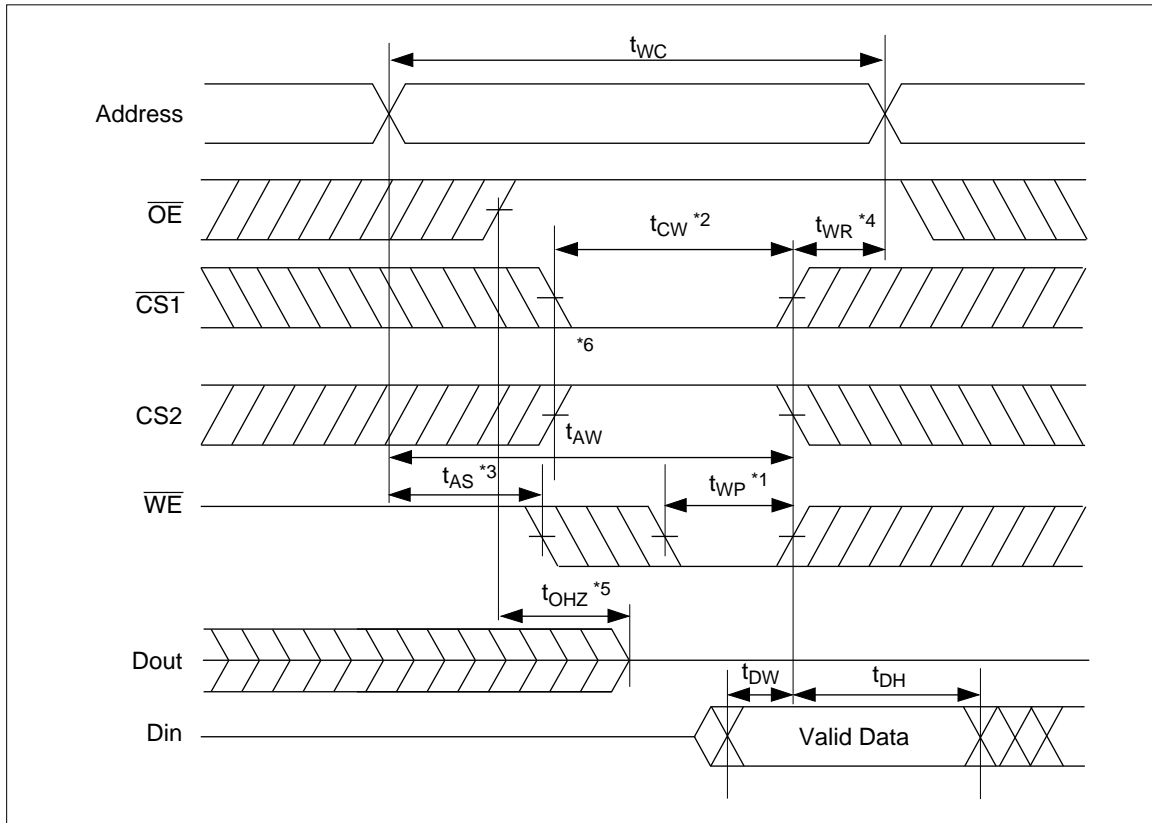 tWC
Address
OE
tCW *2
tWR *4
CS1
*6
CS2
tAW
tAS *3
tWP *1
WE
tOHZ *5
Dout
tDW
tDH
Din
Valid Data